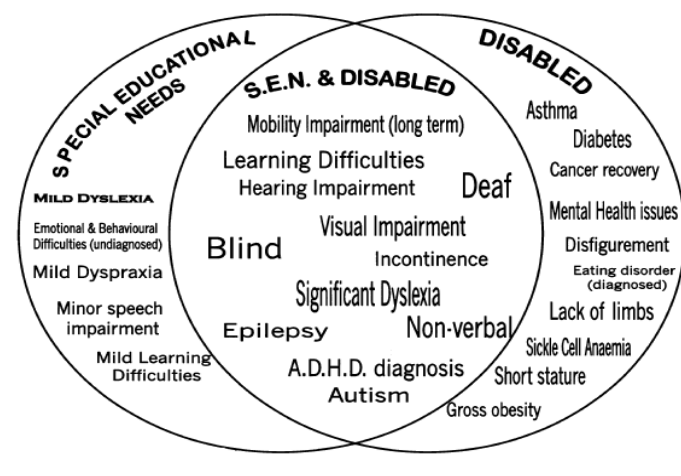 SPECIAL EDUCATIONAL
NEEDS
MILD DYSLEXIA
Emotional & Behavioural
Difficulties (undiagnosed)
Mild Dyspraxia
Minor speech
impairment
Mild Learning
Difficulties
S.E.N. & DISABLED
Mobility Impairment (long term)
Learning Difficulties
Hearing Impairment
Deaf
Visual Impairment
Blind
Incontinence
Significant Dyslexia
Epilepsy
Non-verbal
A.D.H.D. diagnosis
Autism
DISABLED
Asthma
Diabetes
Cancer recovery
Mental Health issues
Disfigurement
Eating disorder
(diagnosed)
Lack of limbs
Sickle Cell Anaemia
Short stature
Gross obesity